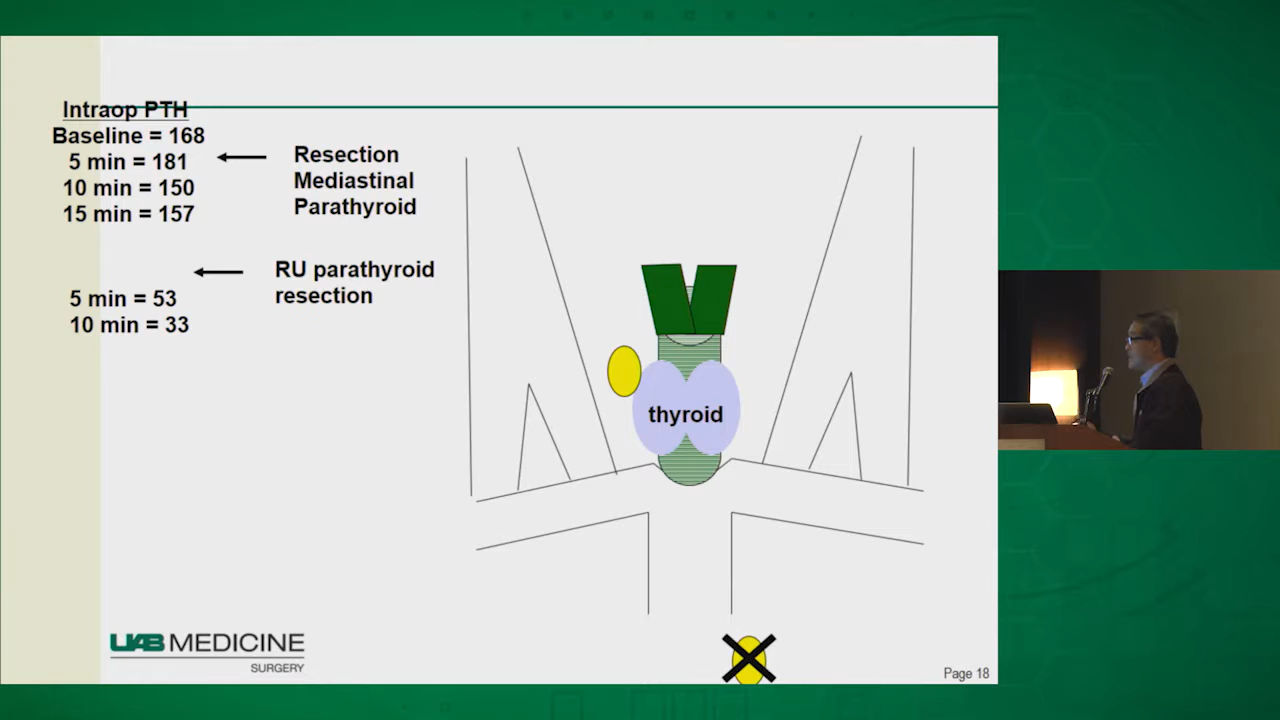 Intraop PTH
Baseline = 168
5 min = 181
10 min = 150
15 min = 157
Resection
Mediastinal
Parathyroid
RU parathyroid
resection
5 min = 53
10 min = 33
thyroid
UAB MEDICINE
SURGERY
Page 18